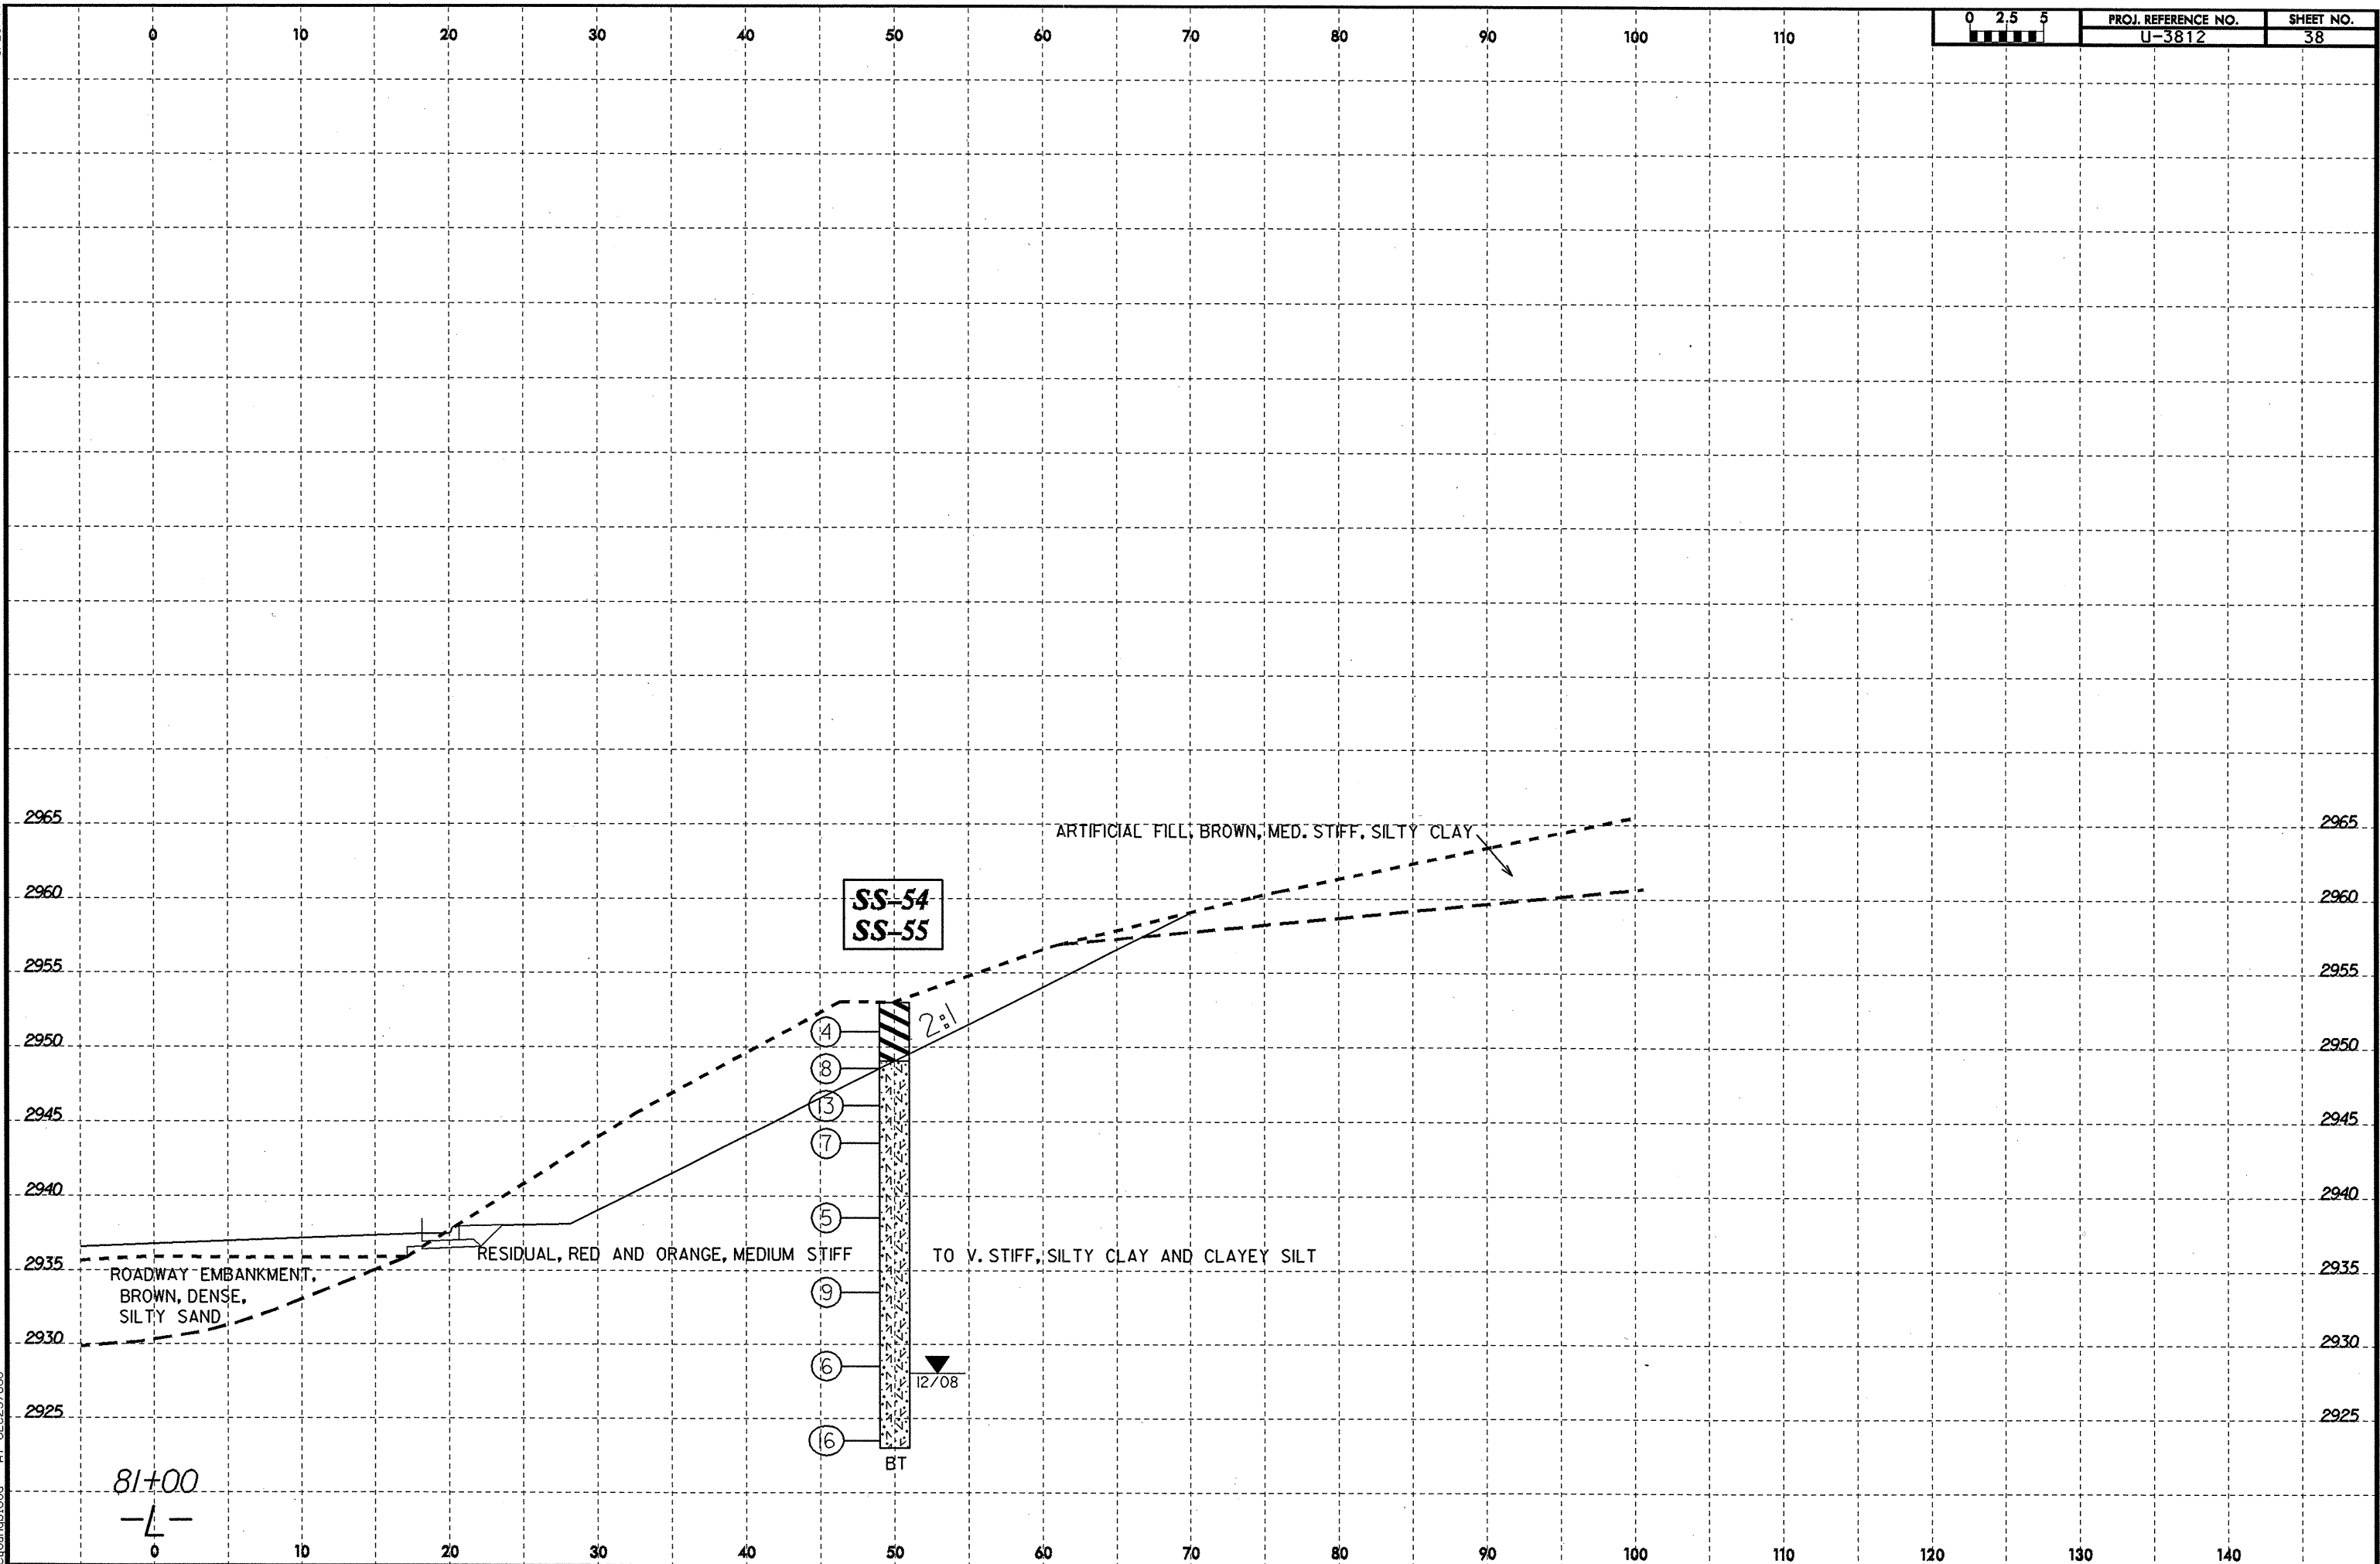 0 10 20 30 40 50 60 70 80 90 100 110
0 2.5 5
PROJ. REFERENCE NO.
U-3812
SHEET NO.
38
2965 2965
ARTIFICIAL FILL, BROWN, MED. STIFF, SILTY CLAY
2960 2960
SS-54
SS-55
2955 2955
2:1
2950 2950
4
8
13
2945 2945
7
2940 2940
5
RESIDUAL, RED AND ORANGE, MEDIUM STIFF TO V. STIFF, SILTY CLAY AND CLAYEY SILT
2935 2935
ROADWAY EMBANKMENT,
BROWN, DENSE,
SILTY SAND
9
2930 2930
6
12/08
2925 2925
16
BT
81+00
-L-
0 10 20 30 40 50 60 70 80 90 100 110 120 130 140